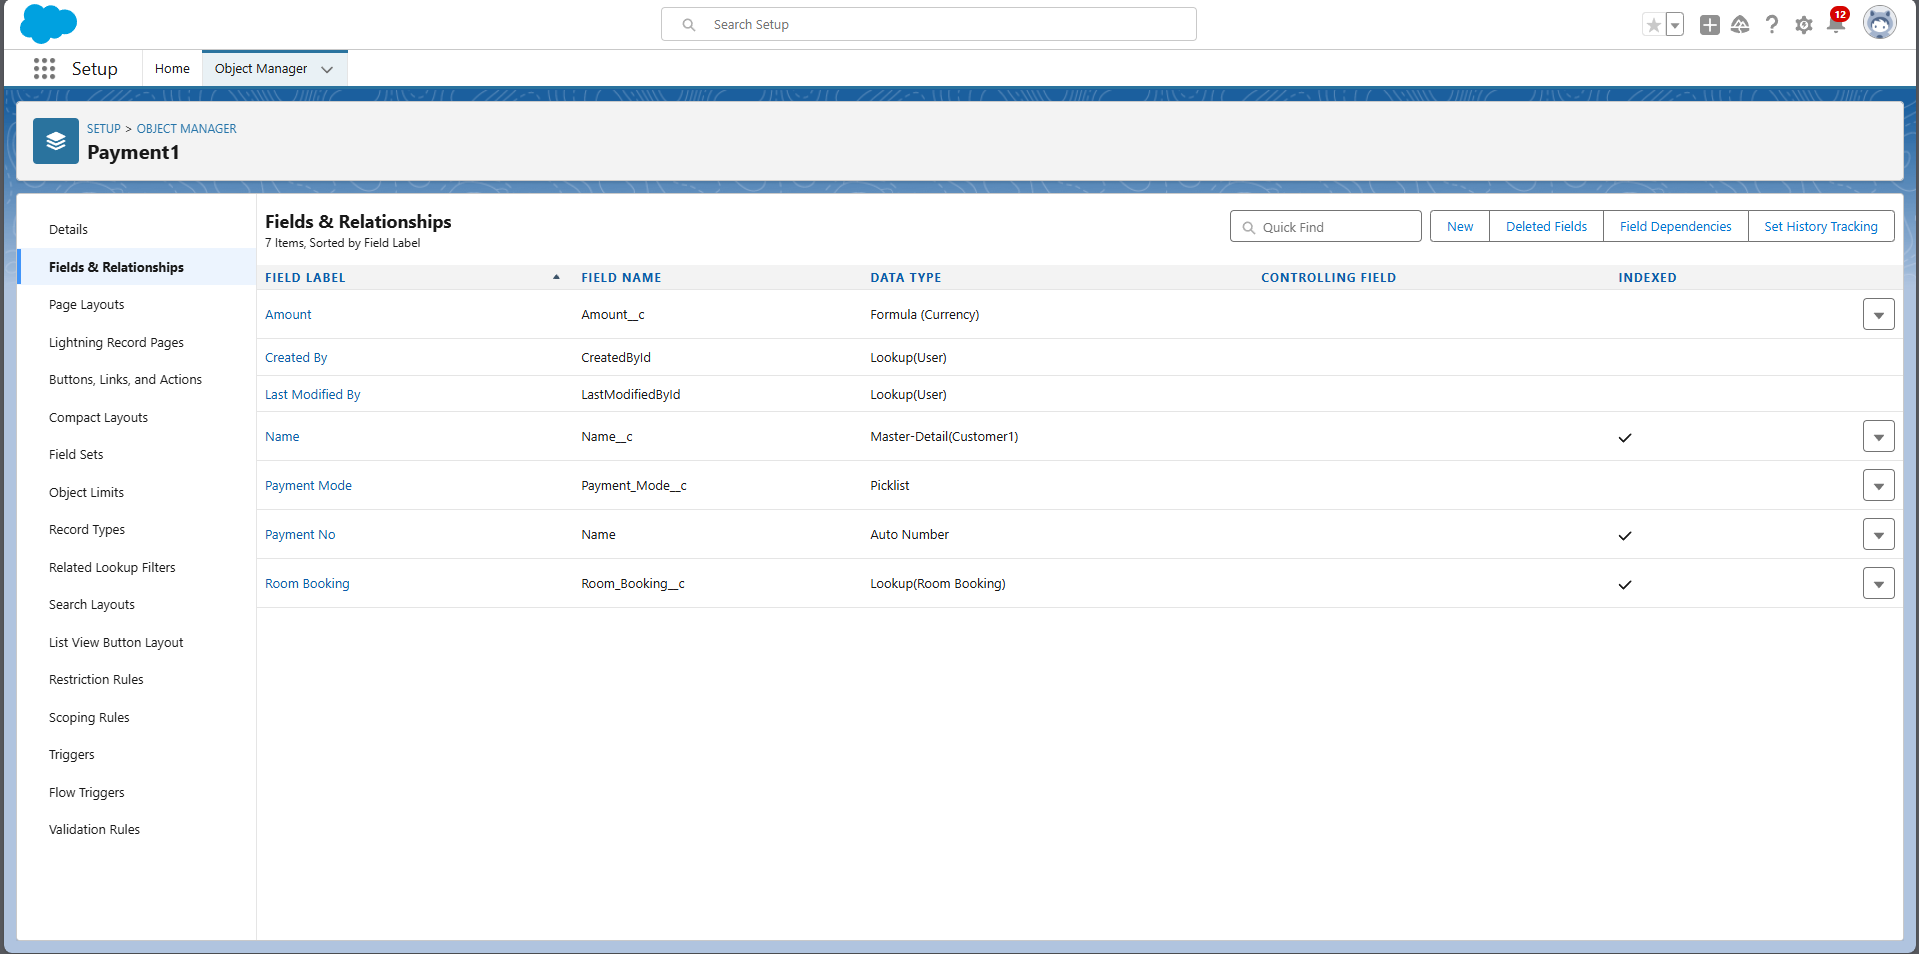 Search Setup
12
Setup
Home
Object Manager
SETUP > OBJECT MANAGER
Payment1
Details
Fields & Relationships
Page Layouts
Lightning Record Pages
Buttons, Links, and Actions
Compact Layouts
Field Sets
Object Limits
Record Types
Related Lookup Filters
Search Layouts
List View Button Layout
Restriction Rules
Scoping Rules
Triggers
Flow Triggers
Validation Rules
Fields & Relationships
7 Items, Sorted by Field Label
Quick Find
New
Deleted Fields
Field Dependencies
Set History Tracking
FIELD LABEL FIELD NAME DATA TYPE CONTROLLING FIELD INDEXED
Amount Amount__c Formula (Currency)
Created By CreatedById Lookup(User)
Last Modified By LastModifiedById Lookup(User)
Name Name__c Master-Detail(Customer1)
Payment Mode Payment_Mode__c Picklist
Payment No Name Auto Number
Room Booking Room_Booking__c Lookup(Room Booking)